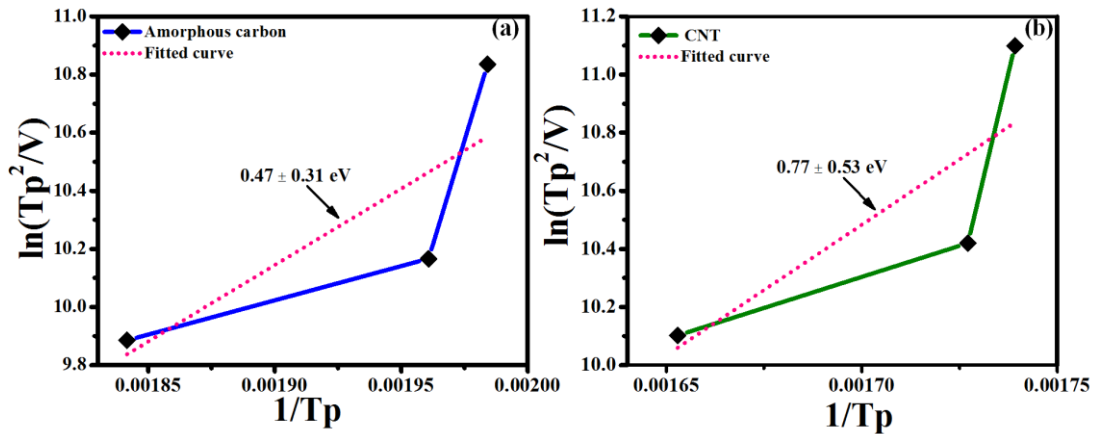 (a)
Amorphous carbon
Fitted curve
0.47 ± 0.31 eV
ln(Tp²/V)
11.0
10.8
10.6
10.4
10.2
10.0
9.8
0.00185
0.00190
0.00195
0.00200
1/Tp
(b)
CNT
Fitted curve
0.77 ± 0.53 eV
ln(Tp²/V)
11.2
11.0
10.8
10.6
10.4
10.2
10.0
0.00165
0.00170
0.00175
1/Tp